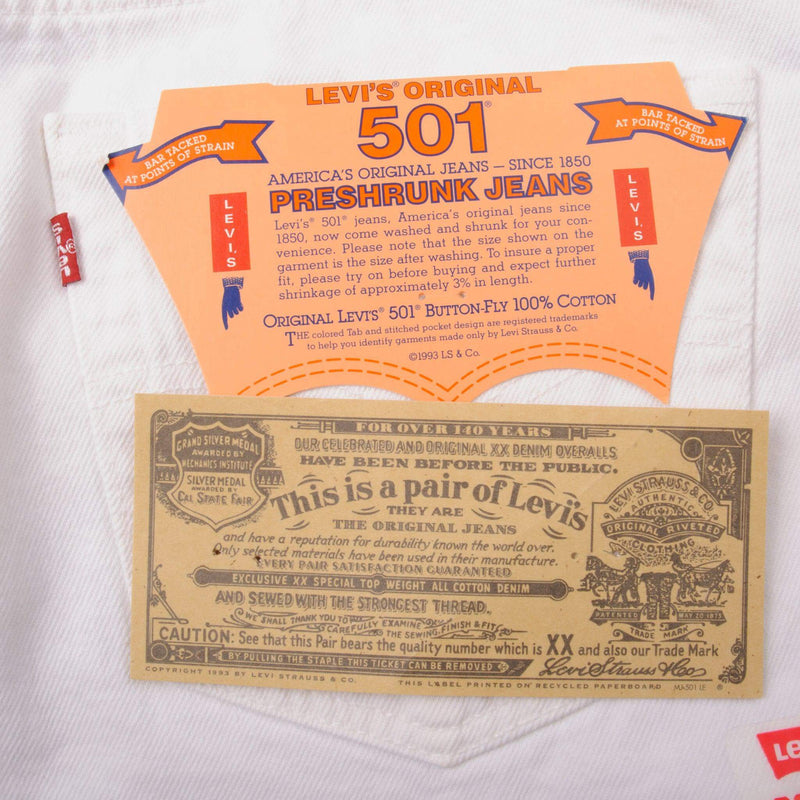 LEVI'S® ORIGINAL
501®
BAR TACKED
AT POINTS OF STRAIN
BAR TACKED
AT POINTS OF STRAIN
AMERICA'S ORIGINAL JEANS — SINCE 1850
PRESHRUNK JEANS
LEVI'S
LEVI'S
Levi's® 501® jeans, America's original jeans since
1850, now come washed and shrunk for your con-
venience. Please note that the size shown on the
garment is the size after washing. To insure a proper
fit, please try on before buying and expect further
shrinkage of approximately 3% in length.
ORIGINAL LEVI'S® 501® BUTTON-FLY 100% COTTON
THE colored Tab and stitched pocket design are registered trademarks
to help you identify garments made only by Levi Strauss & Co.
©1993 LS & Co.
LEVI'S®
FOR OVER 140 YEARS
OUR CELEBRATED AND ORIGINAL XX DENIM OVERALLS
HAVE BEEN BEFORE THE PUBLIC.
This is a pair of Levi's
THEY ARE
THE ORIGINAL JEANS
and have a reputation for durability known the world over.
Only selected materials have been used in their manufacture.
EVERY PAIR SATISFACTION GUARANTEED
EXCLUSIVE XX SPECIAL TOP WEIGHT ALL COTTON DENIM
AND SEWED WITH THE STRONGEST THREAD.
WE SHALL THANK YOU TO
CAREFULLY EXAMINE
THE SEWING, FINISH & FIT
CAUTION: See that this Pair bears the quality number which is XX and also our Trade Mark
BY PULLING THE STAPLE THIS TICKET CAN BE REMOVED
Levi Strauss & Co
GRAND SILVER MEDAL
AWARDED BY
MECHANICS INSTITUTE
SILVER MEDAL
AWARDED BY
CAL STATE FAIR
LEVI STRAUSS & CO.
AUTHENTIC
ORIGINAL RIVETED
CLOTHING
PATENTED MAY 20 1873
TRADE MARK
COPYRIGHT 1993 BY LEVI STRAUSS & CO. THIS LABEL PRINTED ON RECYCLED PAPERBOARD MJ-501 LE ®
Le